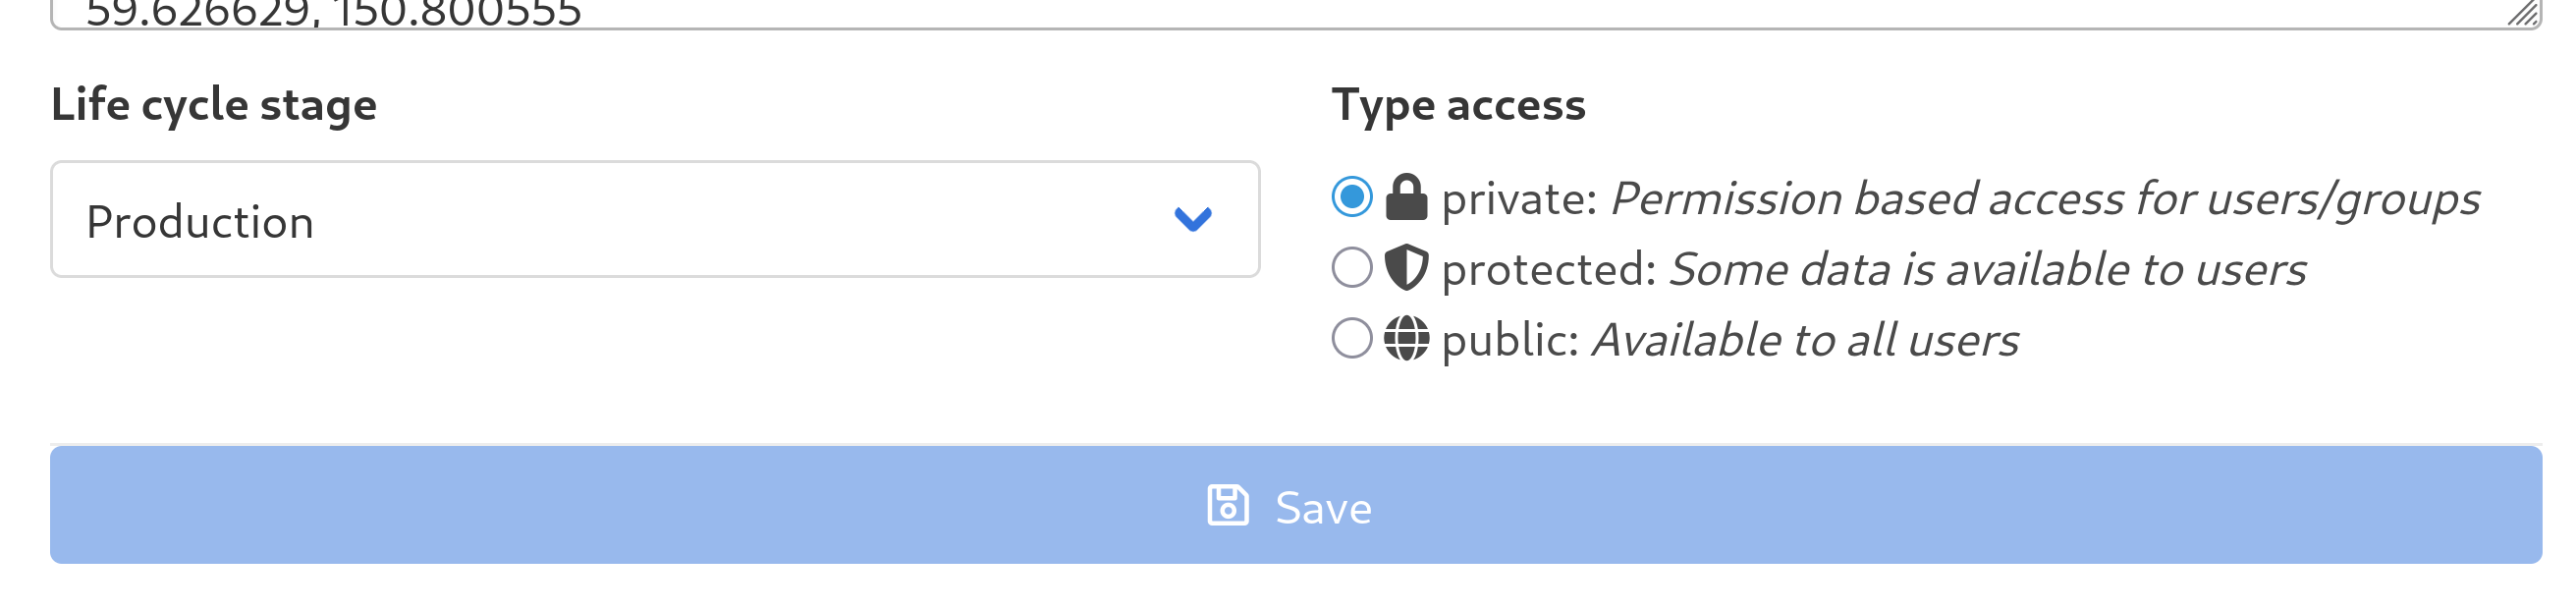 59.626629, 150.800555
Life cycle stage
Production
Type access
private: Permission based access for users/groups
protected: Some data is available to users
public: Available to all users
Save